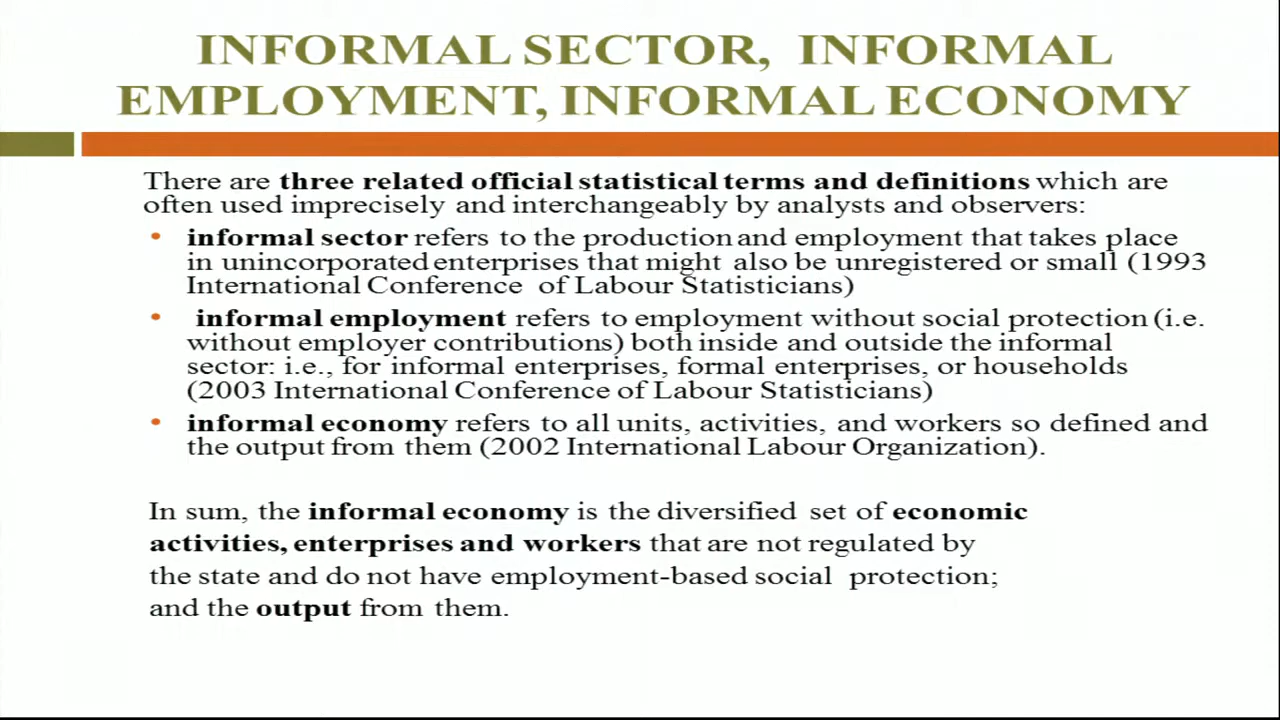 INFORMAL SECTOR, INFORMAL
EMPLOYMENT, INFORMAL ECONOMY
There are three related official statistical terms and definitions which are
often used imprecisely and interchangeably by analysts and observers:
• informal sector refers to the production and employment that takes place
in unincorporated enterprises that might also be unregistered or small (1993
International Conference of Labour Statisticians)
• informal employment refers to employment without social protection (i.e.
without employer contributions) both inside and outside the informal
sector: i.e., for informal enterprises, formal enterprises, or households
(2003 International Conference of Labour Statisticians)
• informal economy refers to all units, activities, and workers so defined and
the output from them (2002 International Labour Organization).
In sum, the informal economy is the diversified set of economic
activities, enterprises and workers that are not regulated by
the state and do not have employment-based social protection;
and the output from them.